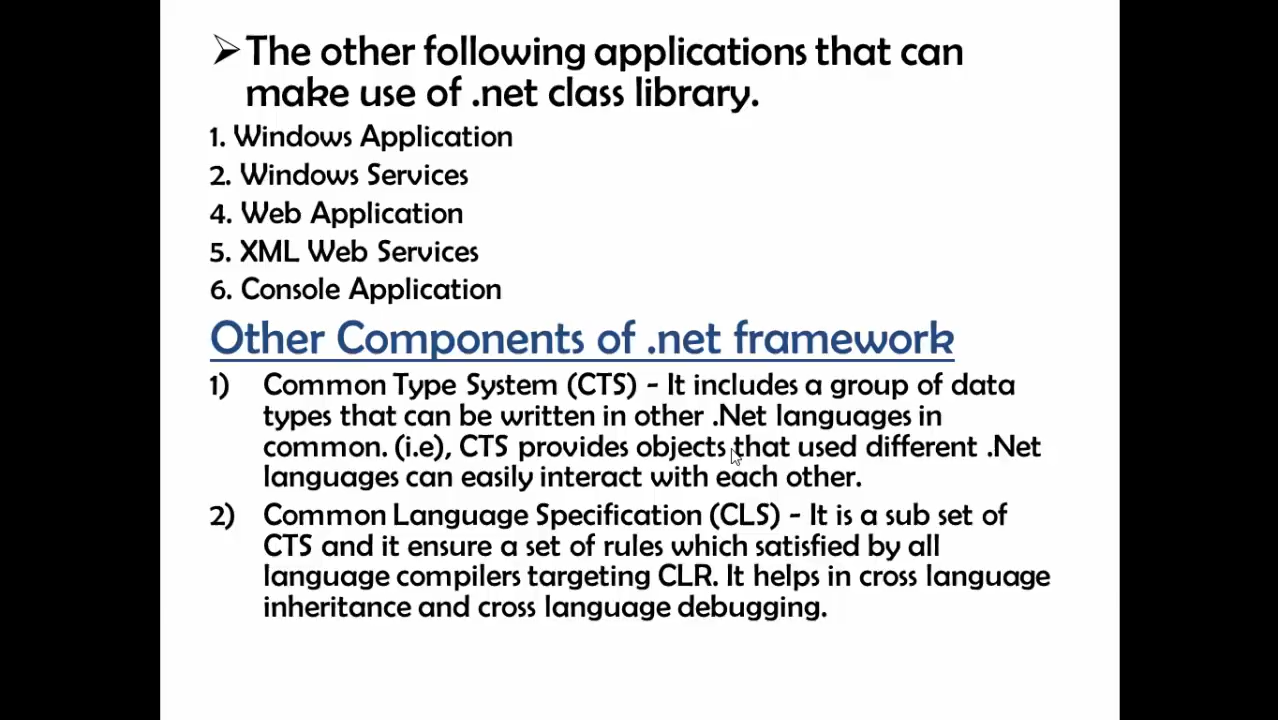 ➢The other following applications that can
make use of .net class library.
1. Windows Application
2. Windows Services
4. Web Application
5. XML Web Services
6. Console Application
Other Components of .net framework
1) Common Type System (CTS) - It includes a group of data
types that can be written in other .Net languages in
common. (i.e), CTS provides objects that used different .Net
languages can easily interact with each other.
2) Common Language Specification (CLS) - It is a sub set of
CTS and it ensure a set of rules which satisfied by all
language compilers targeting CLR. It helps in cross language
inheritance and cross language debugging.